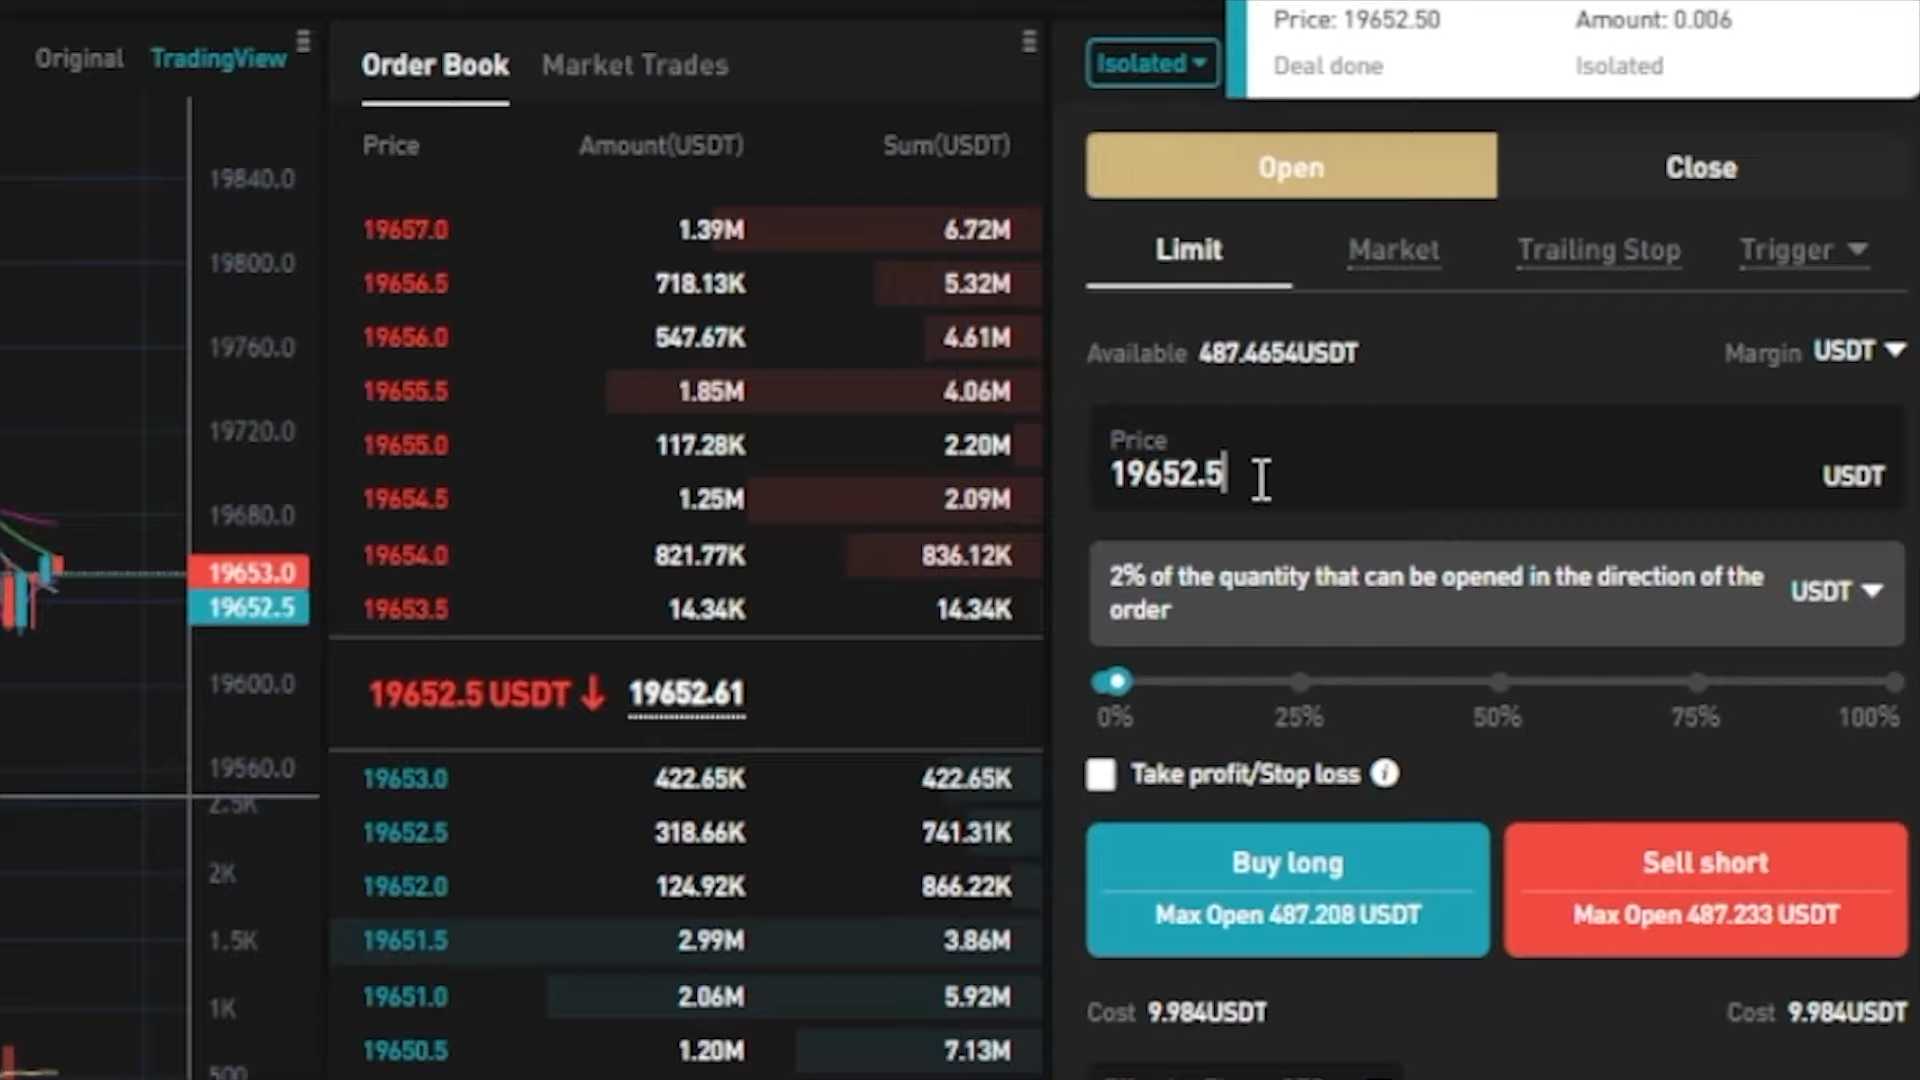 Original TradingView
19840.0
19800.0
19760.0
19720.0
19680.0
19653.0
19652.5
19600.0
19560.0
2.5K
2K
1.5K
1K
500
Order Book Market Trades
Price Amount(USDT) Sum(USDT)
19657.0 1.39M 6.72M
19656.5 718.13K 5.32M
19656.0 547.67K 4.61M
19655.5 1.85M 4.06M
19655.0 117.28K 2.20M
19654.5 1.25M 2.09M
19654.0 821.77K 836.12K
19653.5 14.34K 14.34K
19652.5 USDT ↓ 19652.61
19653.0 422.65K 422.65K
19652.5 318.66K 741.31K
19652.0 124.92K 866.22K
19651.5 2.99M 3.86M
19651.0 2.06M 5.92M
19650.5 1.20M 7.13M
Isolated
Price: 19652.50 Amount: 0.006
Deal done Isolated
Open Close
Limit Market Trailing Stop Trigger
Available 487.4654USDT Margin USDT
Price
19652.5 USDT
2% of the quantity that can be opened in the direction of the
order USDT
0% 25% 50% 75% 100%
Take profit/Stop loss i
Buy long Sell short
Max Open 487.208 USDT Max Open 487.233 USDT
Cost 9.984USDT Cost 9.984USDT